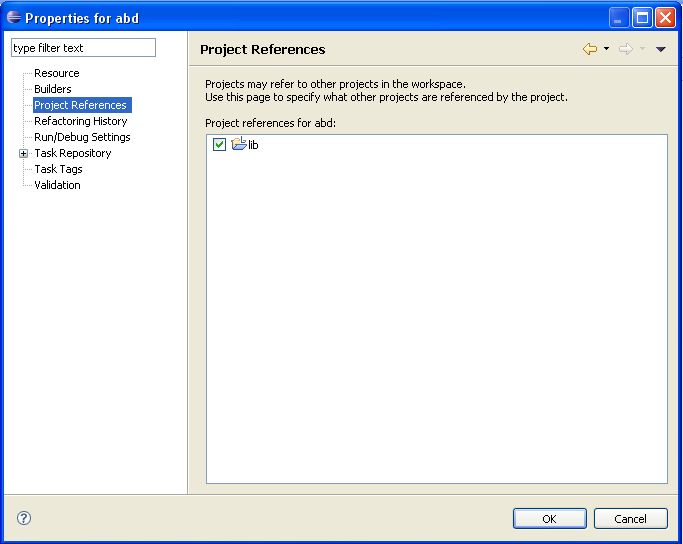 Properties for abd
type filter text
Resource
Builders
Project References
Refactoring History
Run/Debug Settings
Task Repository
Task Tags
Validation
Project References
Projects may refer to other projects in the workspace.
Use this page to specify what other projects are referenced by the project.
Project references for abd:
lib
OK
Cancel